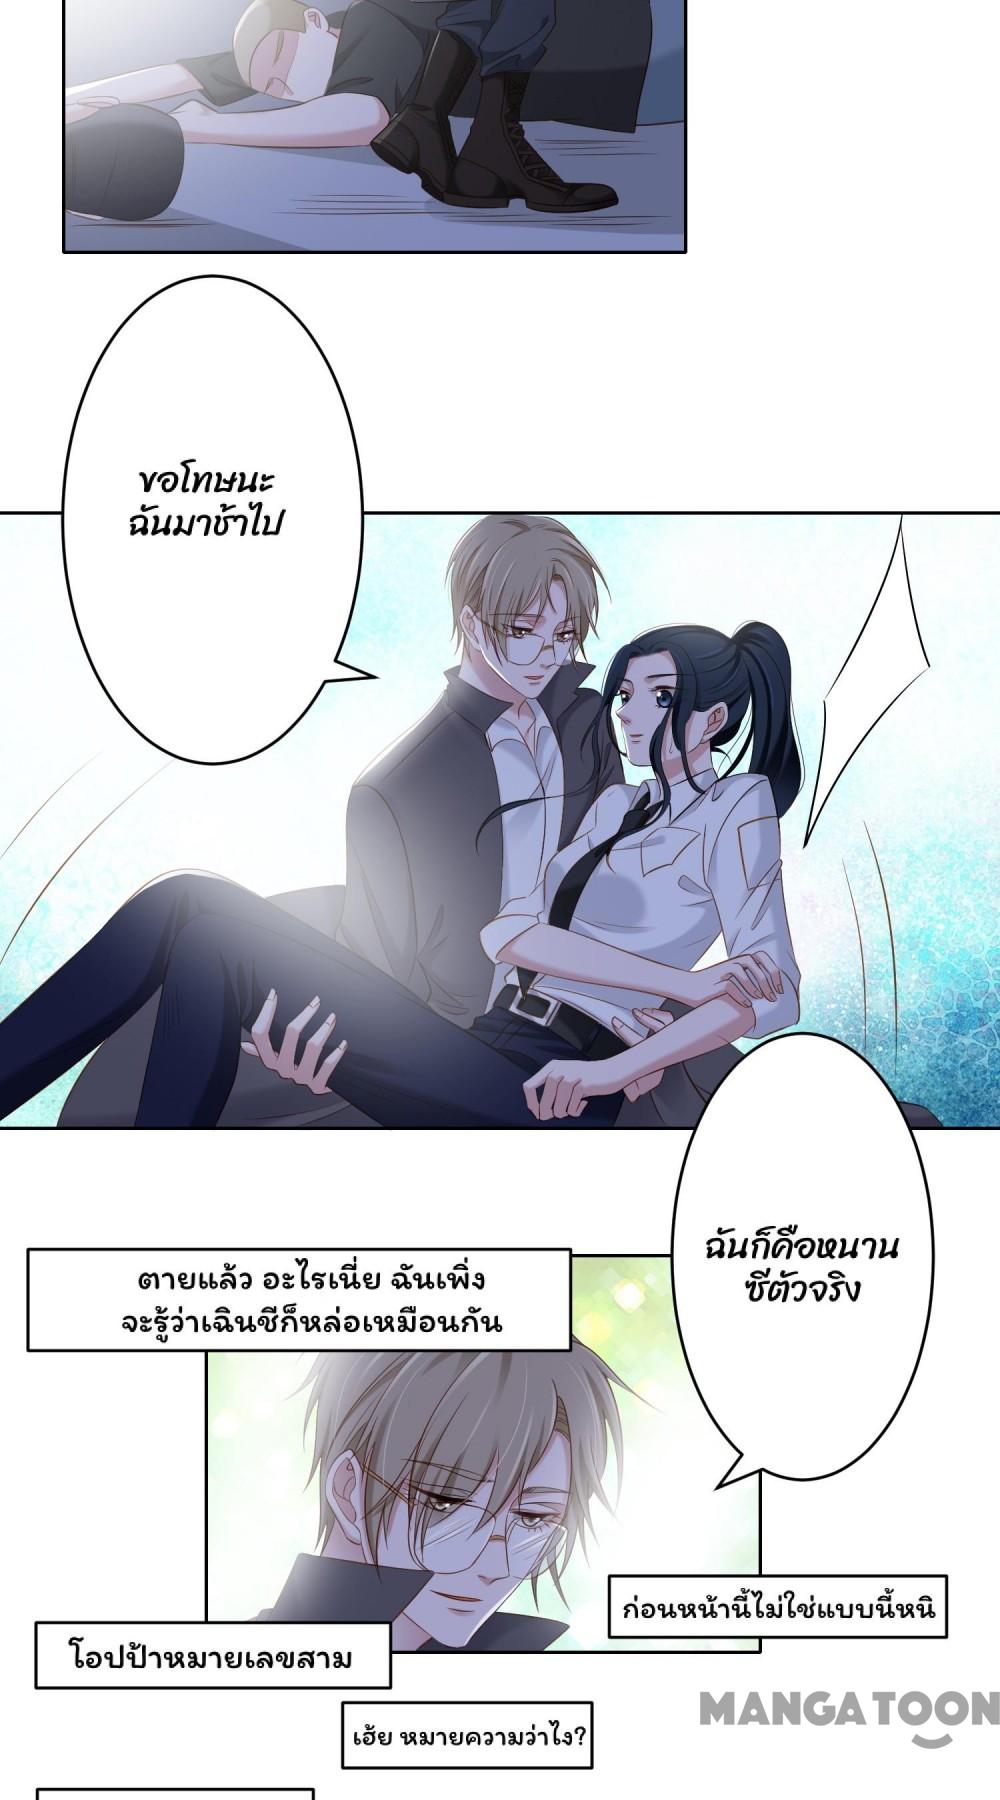 ขอโทษนะ
ฉันมาช้าไป
ฉันก็คือหนาน
ซีตัวจริง
ตายแล้ว อะไรเนี่ย ฉันเพิ่ง
จะรู้ว่าเฉินชีก็หล่อเหมือนกัน
ก่อนหน้านี้ไม่ใช่แบบนี้หนิ
โอปป้าหมายเลขสาม
เฮ้ย หมายความว่าไง?
MANGATOON